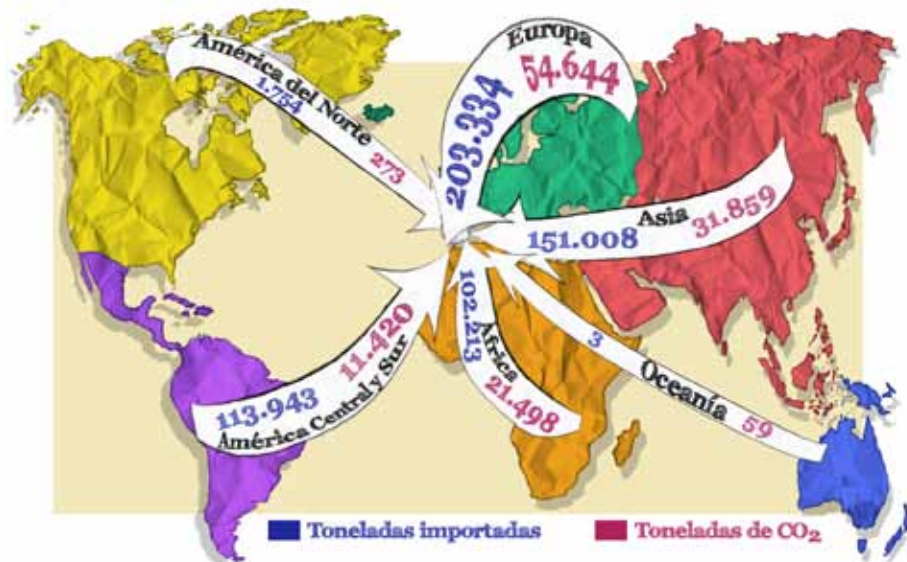 América del Norte
1.754
273
Europa
54.644
203.334
Asia
151.008
31.859
11.420
113.943
América Central y Sur
102.213
África
21.498
3
Oceanía
59
Toneladas importadas
Toneladas de CO₂